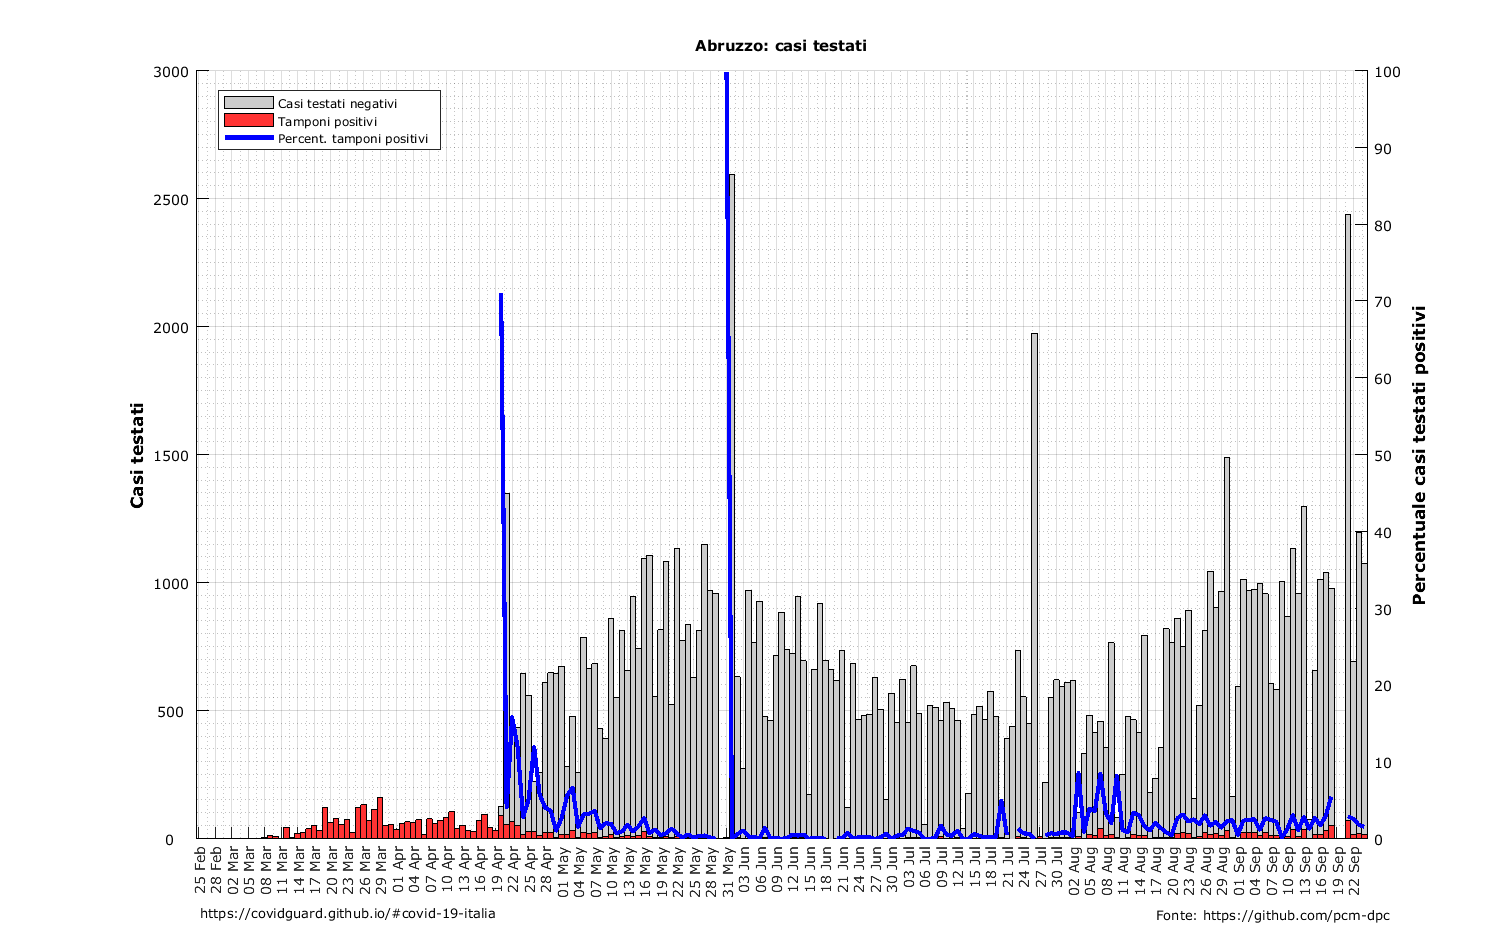 Abruzzo: casi testati
Casi testati negativi
Tamponi positivi
Percent. tamponi positivi
3000
2500
2000
1500
1000
500
0
Casi testati
100
90
80
70
60
50
40
30
20
10
0
Percentuale casi testati positivi
25 Feb
28 Feb
02 Mar
05 Mar
08 Mar
11 Mar
14 Mar
17 Mar
20 Mar
23 Mar
26 Mar
29 Mar
01 Apr
04 Apr
07 Apr
10 Apr
13 Apr
16 Apr
19 Apr
22 Apr
25 Apr
28 Apr
01 May
04 May
07 May
10 May
13 May
16 May
19 May
22 May
25 May
28 May
31 May
03 Jun
06 Jun
09 Jun
12 Jun
15 Jun
18 Jun
21 Jun
24 Jun
27 Jun
30 Jun
03 Jul
06 Jul
09 Jul
12 Jul
15 Jul
18 Jul
21 Jul
24 Jul
27 Jul
30 Jul
02 Aug
05 Aug
08 Aug
11 Aug
14 Aug
17 Aug
20 Aug
23 Aug
26 Aug
29 Aug
01 Sep
04 Sep
07 Sep
10 Sep
13 Sep
16 Sep
19 Sep
22 Sep
https://covidguard.github.io/#covid-19-italia
Fonte: https://github.com/pcm-dpc